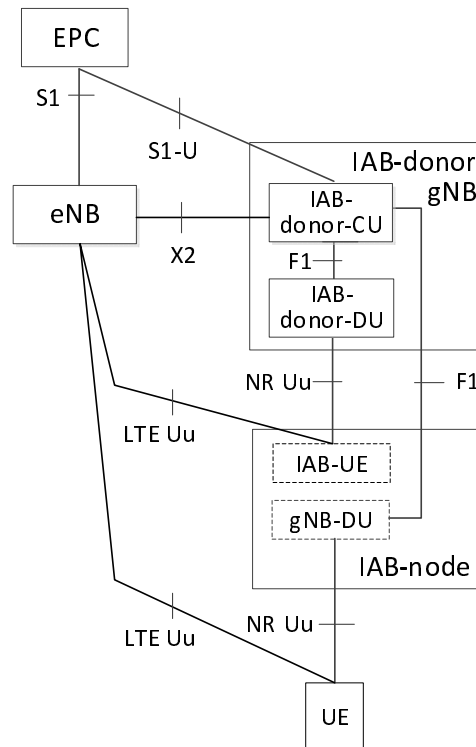 EPC
S1
S1-U
IAB-donor
gNB
IAB-
donor-CU
eNB
X2
F1
IAB-
donor-DU
NR Uu
F1
LTE Uu
IAB-UE
gNB-DU
IAB-node
NR Uu
LTE Uu
UE